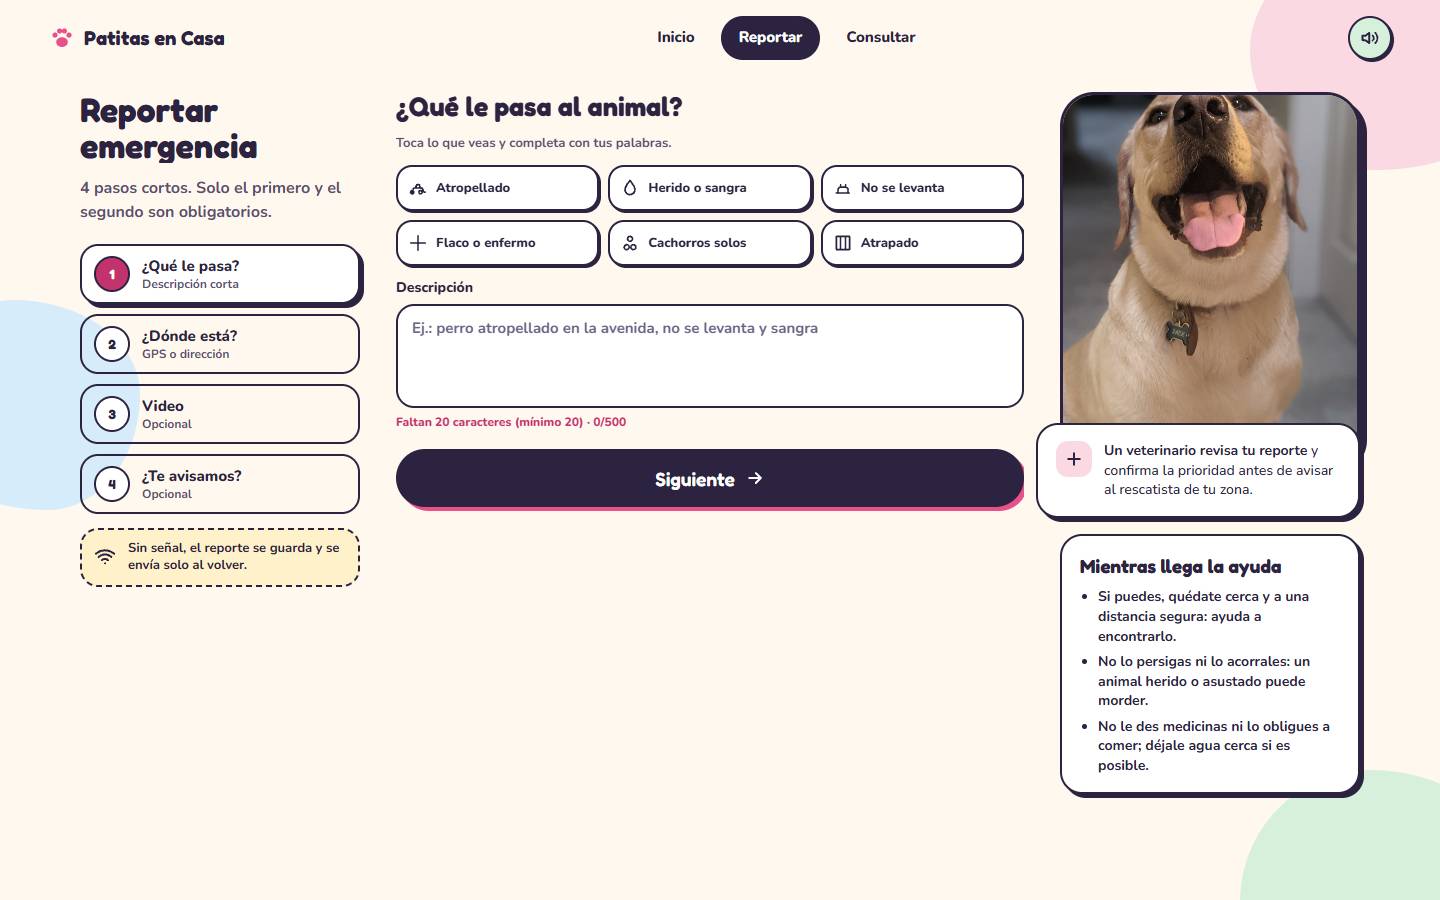 Patitas en Casa
Inicio
Reportar
Consultar
Reportar
emergencia
4 pasos cortos. Solo el primero y el
segundo son obligatorios.
1
¿Qué le pasa?
Descripción corta
2
¿Dónde está?
GPS o dirección
3
Video
Opcional
4
¿Te avisamos?
Opcional
Sin señal, el reporte se guarda y se
envía solo al volver.
¿Qué le pasa al animal?
Toca lo que veas y completa con tus palabras.
Atropellado
Herido o sangra
No se levanta
Flaco o enfermo
Cachorros solos
Atrapado
Descripción
Ej.: perro atropellado en la avenida, no se levanta y sangra
Faltan 20 caracteres (mínimo 20) · 0/500
Siguiente
Un veterinario revisa tu reporte y
confirma la prioridad antes de avisar
al rescatista de tu zona.
Mientras llega la ayuda
• Si puedes, quédate cerca y a una
distancia segura: ayuda a
encontrarlo.
• No lo persigas ni lo acorrales: un
animal herido o asustado puede
morder.
• No le des medicinas ni lo obligues a
comer; déjale agua cerca si es
posible.